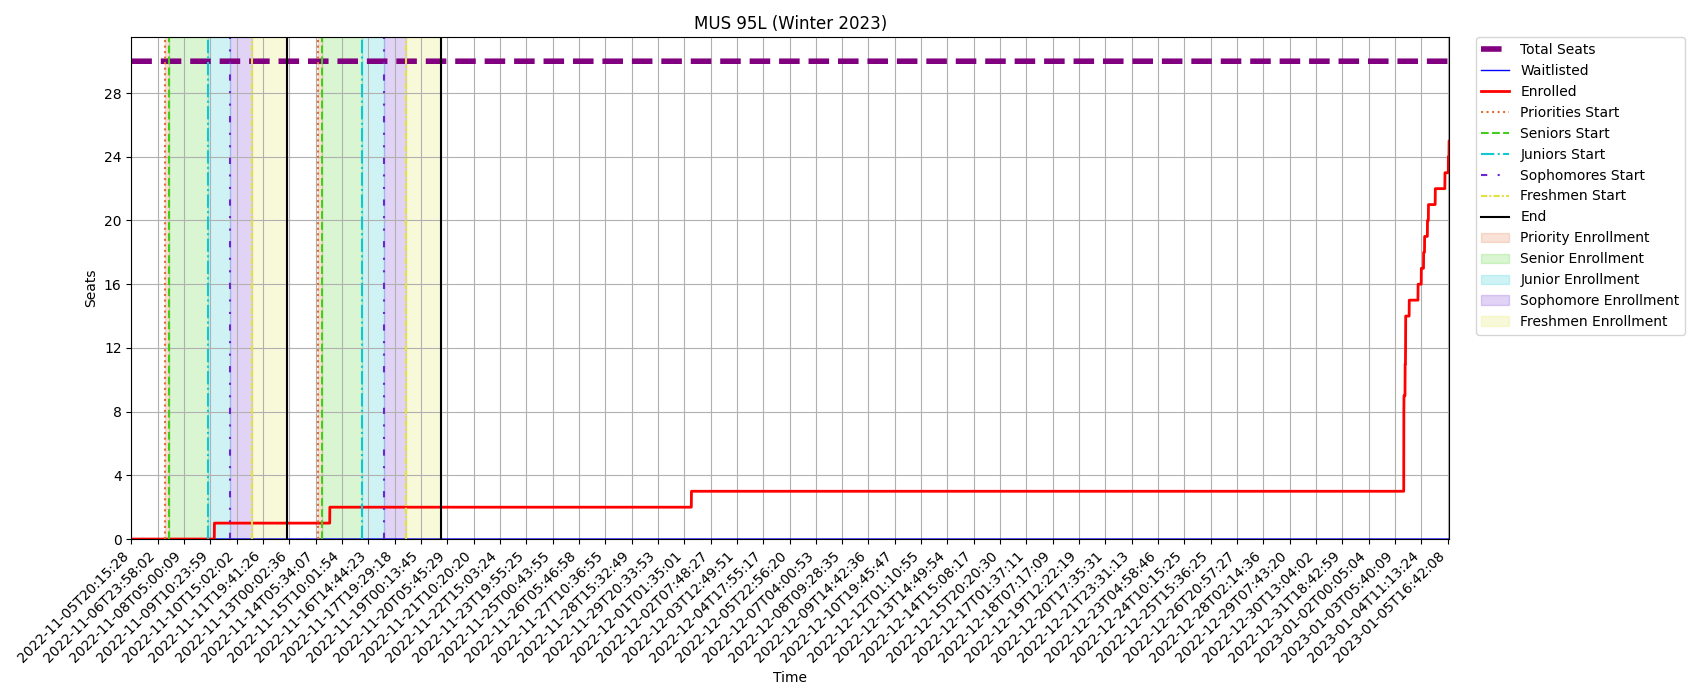 MUS 95L (Winter 2023)
Total Seats
Waitlisted
Enrolled
Priorities Start
Seniors Start
Juniors Start
Sophomores Start
Freshmen Start
End
Priority Enrollment
Senior Enrollment
Junior Enrollment
Sophomore Enrollment
Freshmen Enrollment
Seats
28
24
20
16
12
8
4
0
2022-11-05T20:15:28
2022-11-06T23:58:02
2022-11-08T05:00:09
2022-11-09T10:23:59
2022-11-10T15:02:02
2022-11-11T19:41:26
2022-11-13T00:02:36
2022-11-14T05:34:07
2022-11-15T10:01:54
2022-11-16T14:44:23
2022-11-17T19:29:18
2022-11-19T00:13:45
2022-11-20T05:45:29
2022-11-21T10:20:20
2022-11-22T15:03:24
2022-11-23T19:55:25
2022-11-25T00:43:55
2022-11-26T05:46:58
2022-11-27T10:36:55
2022-11-28T15:32:49
2022-11-29T20:33:53
2022-12-01T01:35:01
2022-12-02T07:48:27
2022-12-03T12:49:51
2022-12-04T17:55:17
2022-12-05T22:56:20
2022-12-07T04:00:53
2022-12-08T09:28:35
2022-12-09T14:42:36
2022-12-10T19:45:47
2022-12-12T01:10:55
2022-12-13T14:49:54
2022-12-14T15:08:17
2022-12-15T20:20:30
2022-12-17T01:37:11
2022-12-18T07:17:09
2022-12-19T12:22:19
2022-12-20T17:35:31
2022-12-21T23:31:13
2022-12-23T04:58:46
2022-12-24T10:15:25
2022-12-25T15:36:25
2022-12-26T20:57:27
2022-12-28T02:14:36
2022-12-29T07:43:20
2022-12-30T13:04:02
2022-12-31T18:42:59
2023-01-02T00:05:04
2023-01-03T05:40:09
2023-01-04T11:13:24
2023-01-05T16:42:08
Time